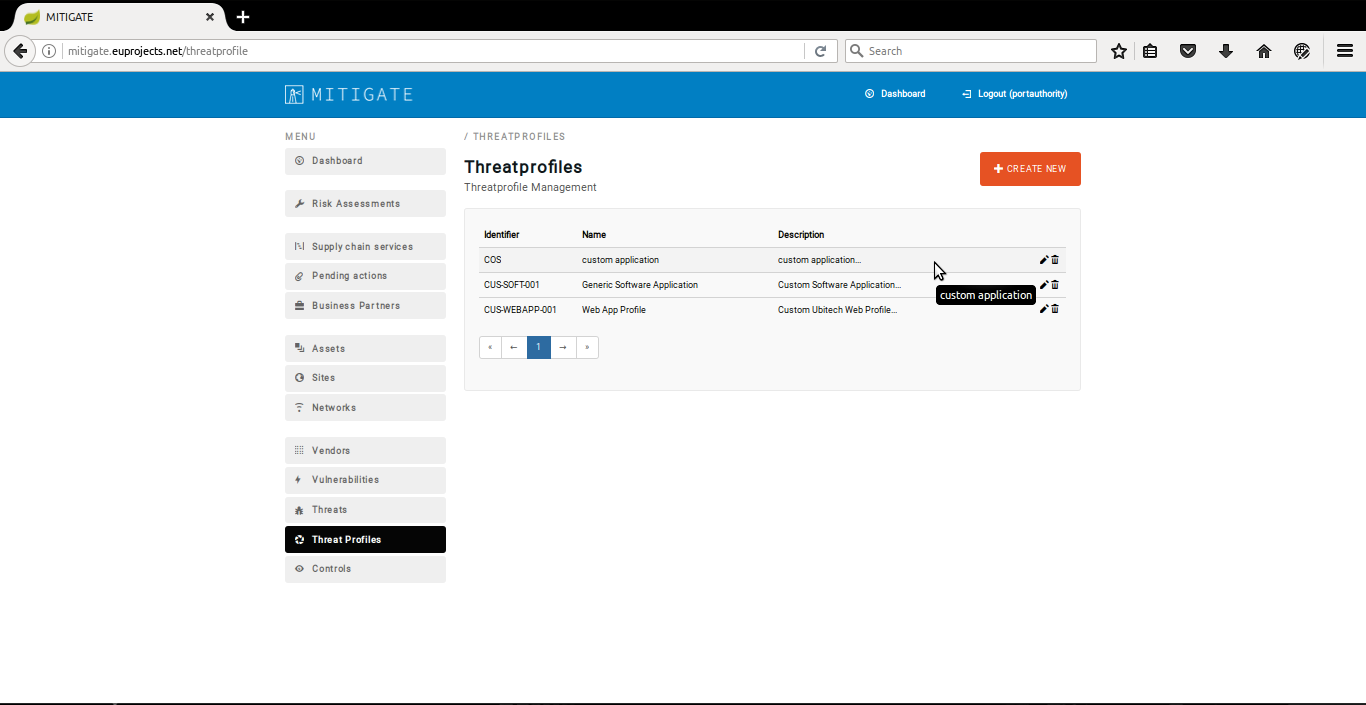 MITIGATE
mitigate.euprojects.net/threatprofile
Search
MITIGATE
Dashboard
Logout (portauthority)
MENU
Dashboard
Risk Assessments
Supply chain services
Pending actions
Business Partners
Assets
Sites
Networks
Vendors
Vulnerabilities
Threats
Threat Profiles
Controls
/ THREATPROFILES
Threatprofiles
Threatprofile Management
+ CREATE NEW
Identifier Name Description
COS custom application custom application...
CUS-SOFT-001 Generic Software Application Custom Software Application...
custom application
CUS-WEBAPP-001 Web App Profile Custom Ubitech Web Profile...
« ← 1 → »